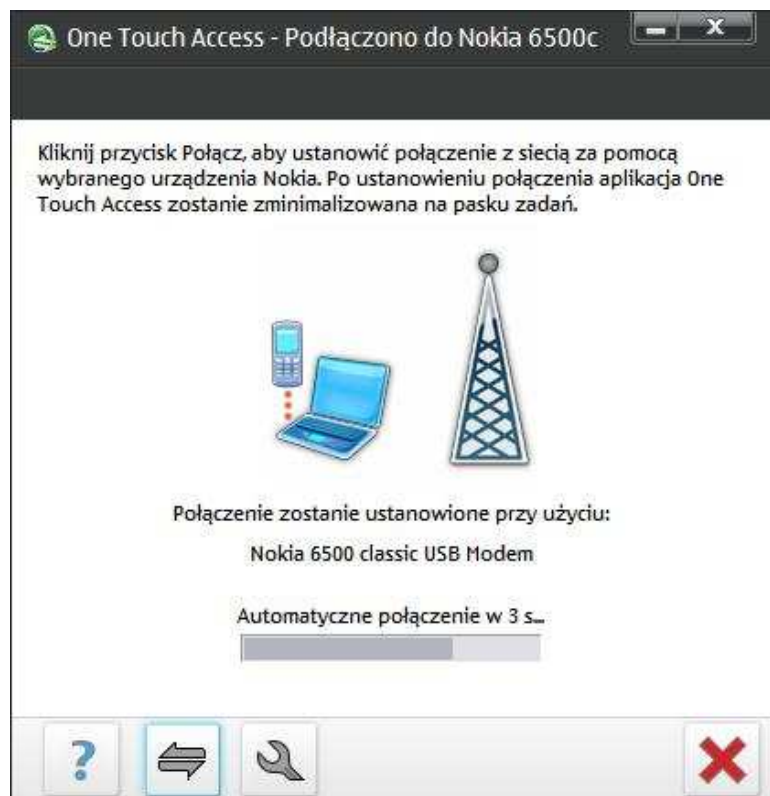 One Touch Access - Podłączono do Nokia 6500c
Kliknij przycisk Połącz, aby ustanowić połączenie z siecią za pomocą
wybranego urządzenia Nokia. Po ustanowieniu połączenia aplikacja One
Touch Access zostanie zminimalizowana na pasku zadań.
Połączenie zostanie ustanowione przy użyciu:
Nokia 6500 classic USB Modem
Automatyczne połączenie w 3 s...